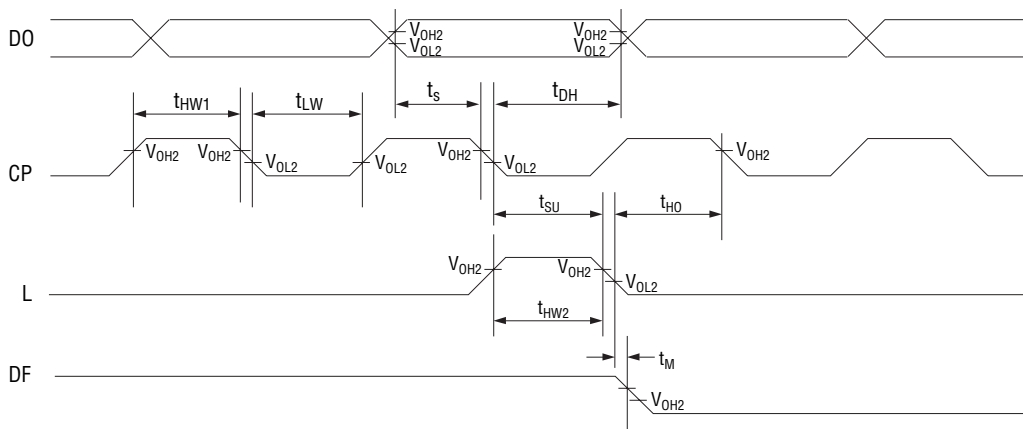 DO
VOH2
VOL2
VOH2
VOL2
tS
tDH
tHW1
tLW
CP
VOH2
VOH2
VOL2
VOL2
VOH2
VOL2
VOH2
tSU
tHO
L
VOH2
VOH2
VOL2
tHW2
DF
tM
VOH2